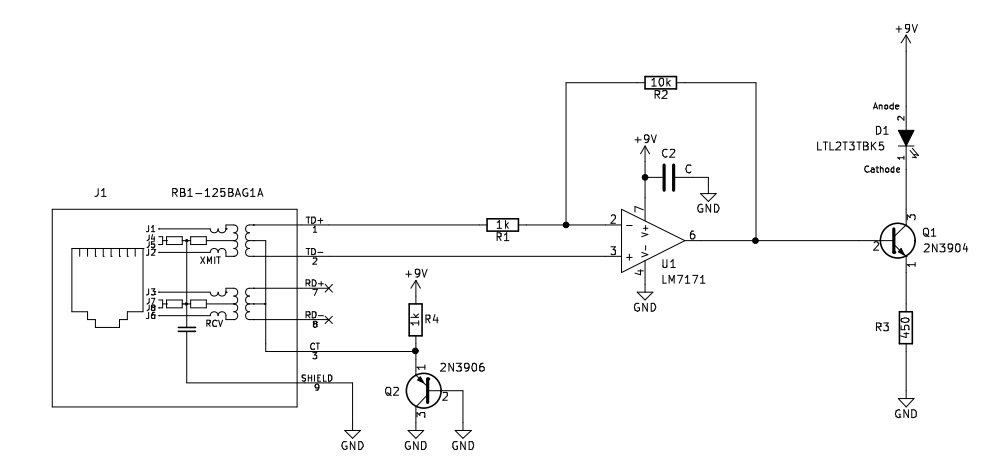 +9V
10k
R2
Anode
2
D1
LTL2T3TBK5
1
Cathode
+9V
C2
C
GND
J1
RB1-125BAG1A
7
V+
TD+
1
1k
R1
2
-
6
3
+
V-
4
U1
LM7171
GND
3
Q1
2
2N3904
1
J1
J4
J5
J2
XMIT
TD-
2
RD+
7
RD-
8
J3
J7
J8
J6
RCV
+9V
1k
R4
R3
450
CT
3
SHIELD
9
1
2N3906
Q2
2
3
GND
GND
GND
GND